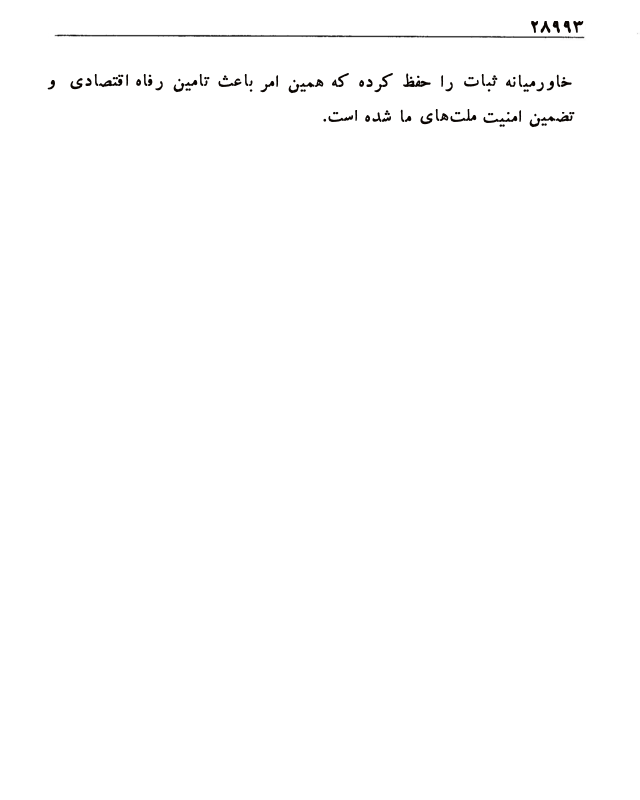 ۲۸۹۹۳
خاورمیانه ثبات را حفظ کرده که همین امر باعث تامین رفاه اقتصادی و
تضمین امنیت ملت‌های ما شده است.